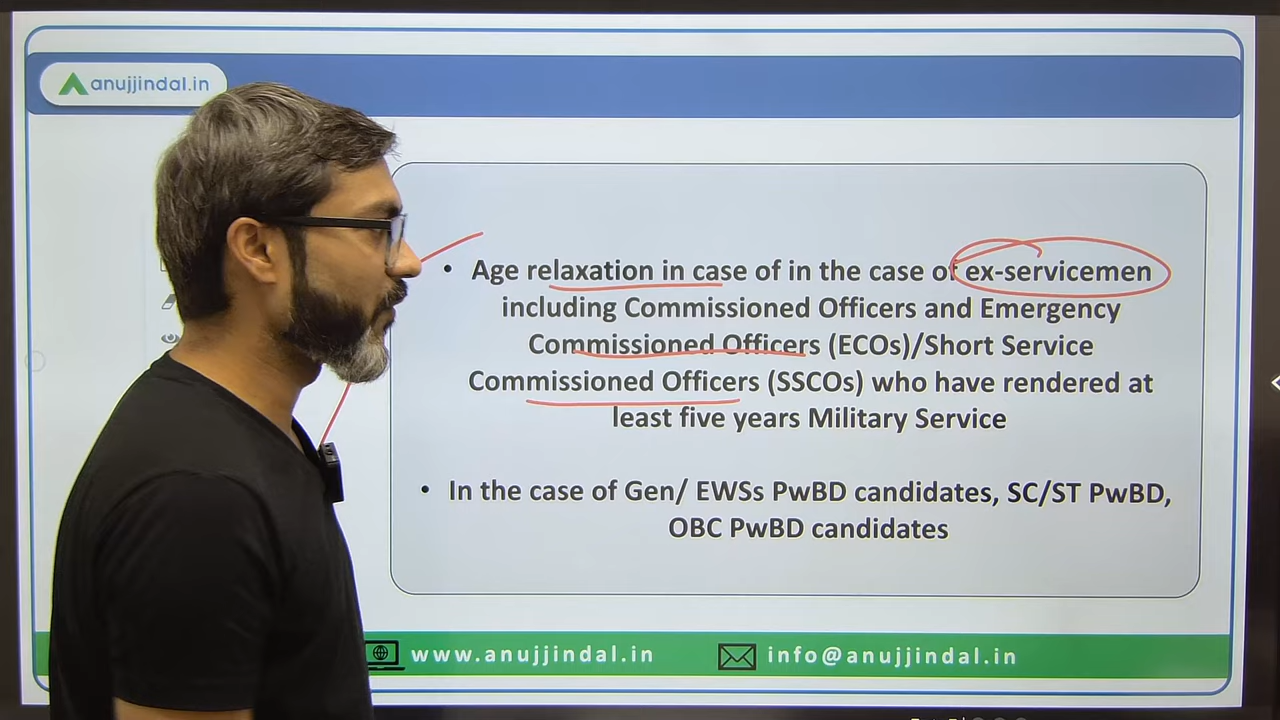 anujjindal.in
• Age relaxation in case of in the case of ex-servicemen
including Commissioned Officers and Emergency
Commissioned Officers (ECOs)/Short Service
Commissioned Officers (SSCOs) who have rendered at
least five years Military Service
• In the case of Gen/ EWSs PwBD candidates, SC/ST PwBD,
OBC PwBD candidates
www.anujjindal.in
info@anujjindal.in